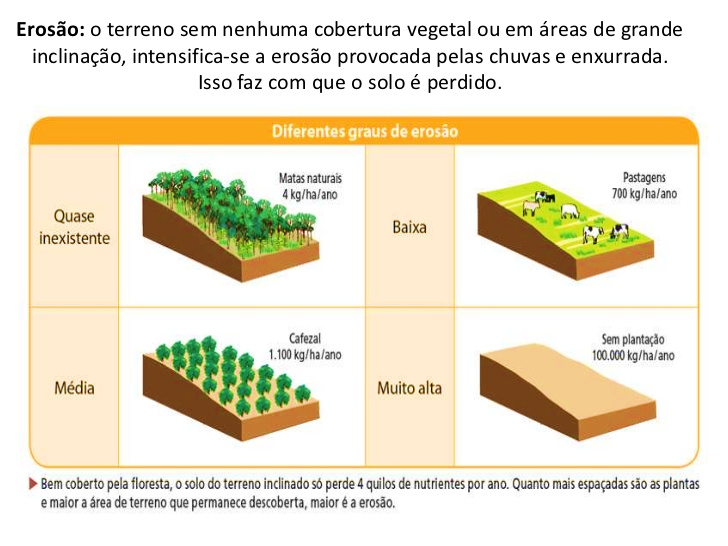 Erosão: o terreno sem nenhuma cobertura vegetal ou em áreas de grande
inclinação, intensifica-se a erosão provocada pelas chuvas e enxurrada.
Isso faz com que o solo é perdido.
Diferentes graus de erosão
Quase
inexistente
Matas naturais
4 kg/ha/ano
Baixa
Pastagens
700 kg/ha/ano
Média
Cafezal
1.100 kg/ha/ano
Muito alta
Sem plantação
100.000 kg/ha/ano
Bem coberto pela floresta, o solo do terreno inclinado só perde 4 quilos de nutrientes por ano. Quanto mais espaçadas são as plantas
e maior a área de terreno que permanece descoberta, maior é a erosão.